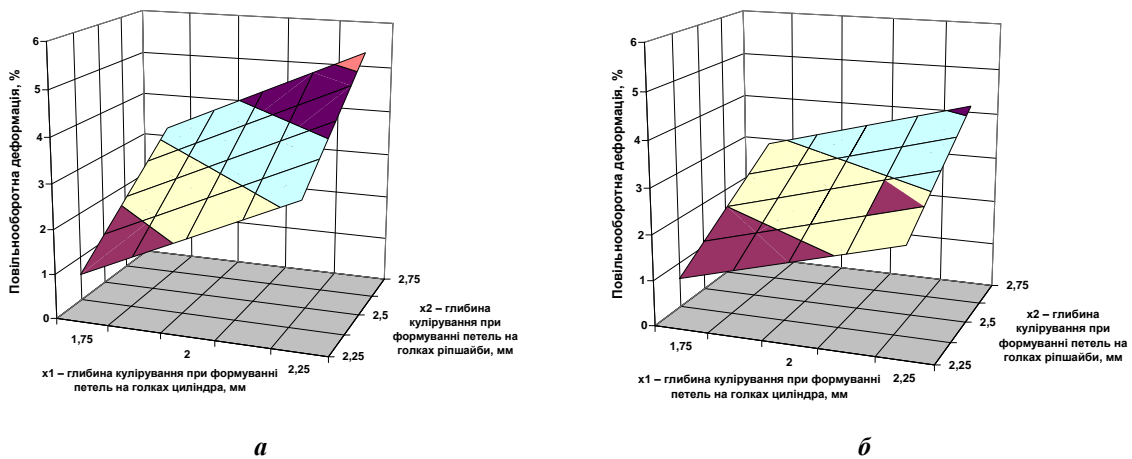 Повільнооборотна деформація, %
6
5
4
3
2
1
0
1,75
2
2,25
2,25
2,5
2,75
х1 – глибина кулірування при формуванні
петель на голках циліндра, мм
х2 – глибина
кулірування при
формуванні петель на
голках ріпшайби, мм
а
Повільнооборотна деформація, %
6
5
4
3
2
1
0
1,75
2
2,25
2,25
2,5
2,75
х1 – глибина кулірування при формуванні
петель на голках циліндра, мм
х2 – глибина
кулірування при
формуванні петель на
голках ріпшайби, мм
б